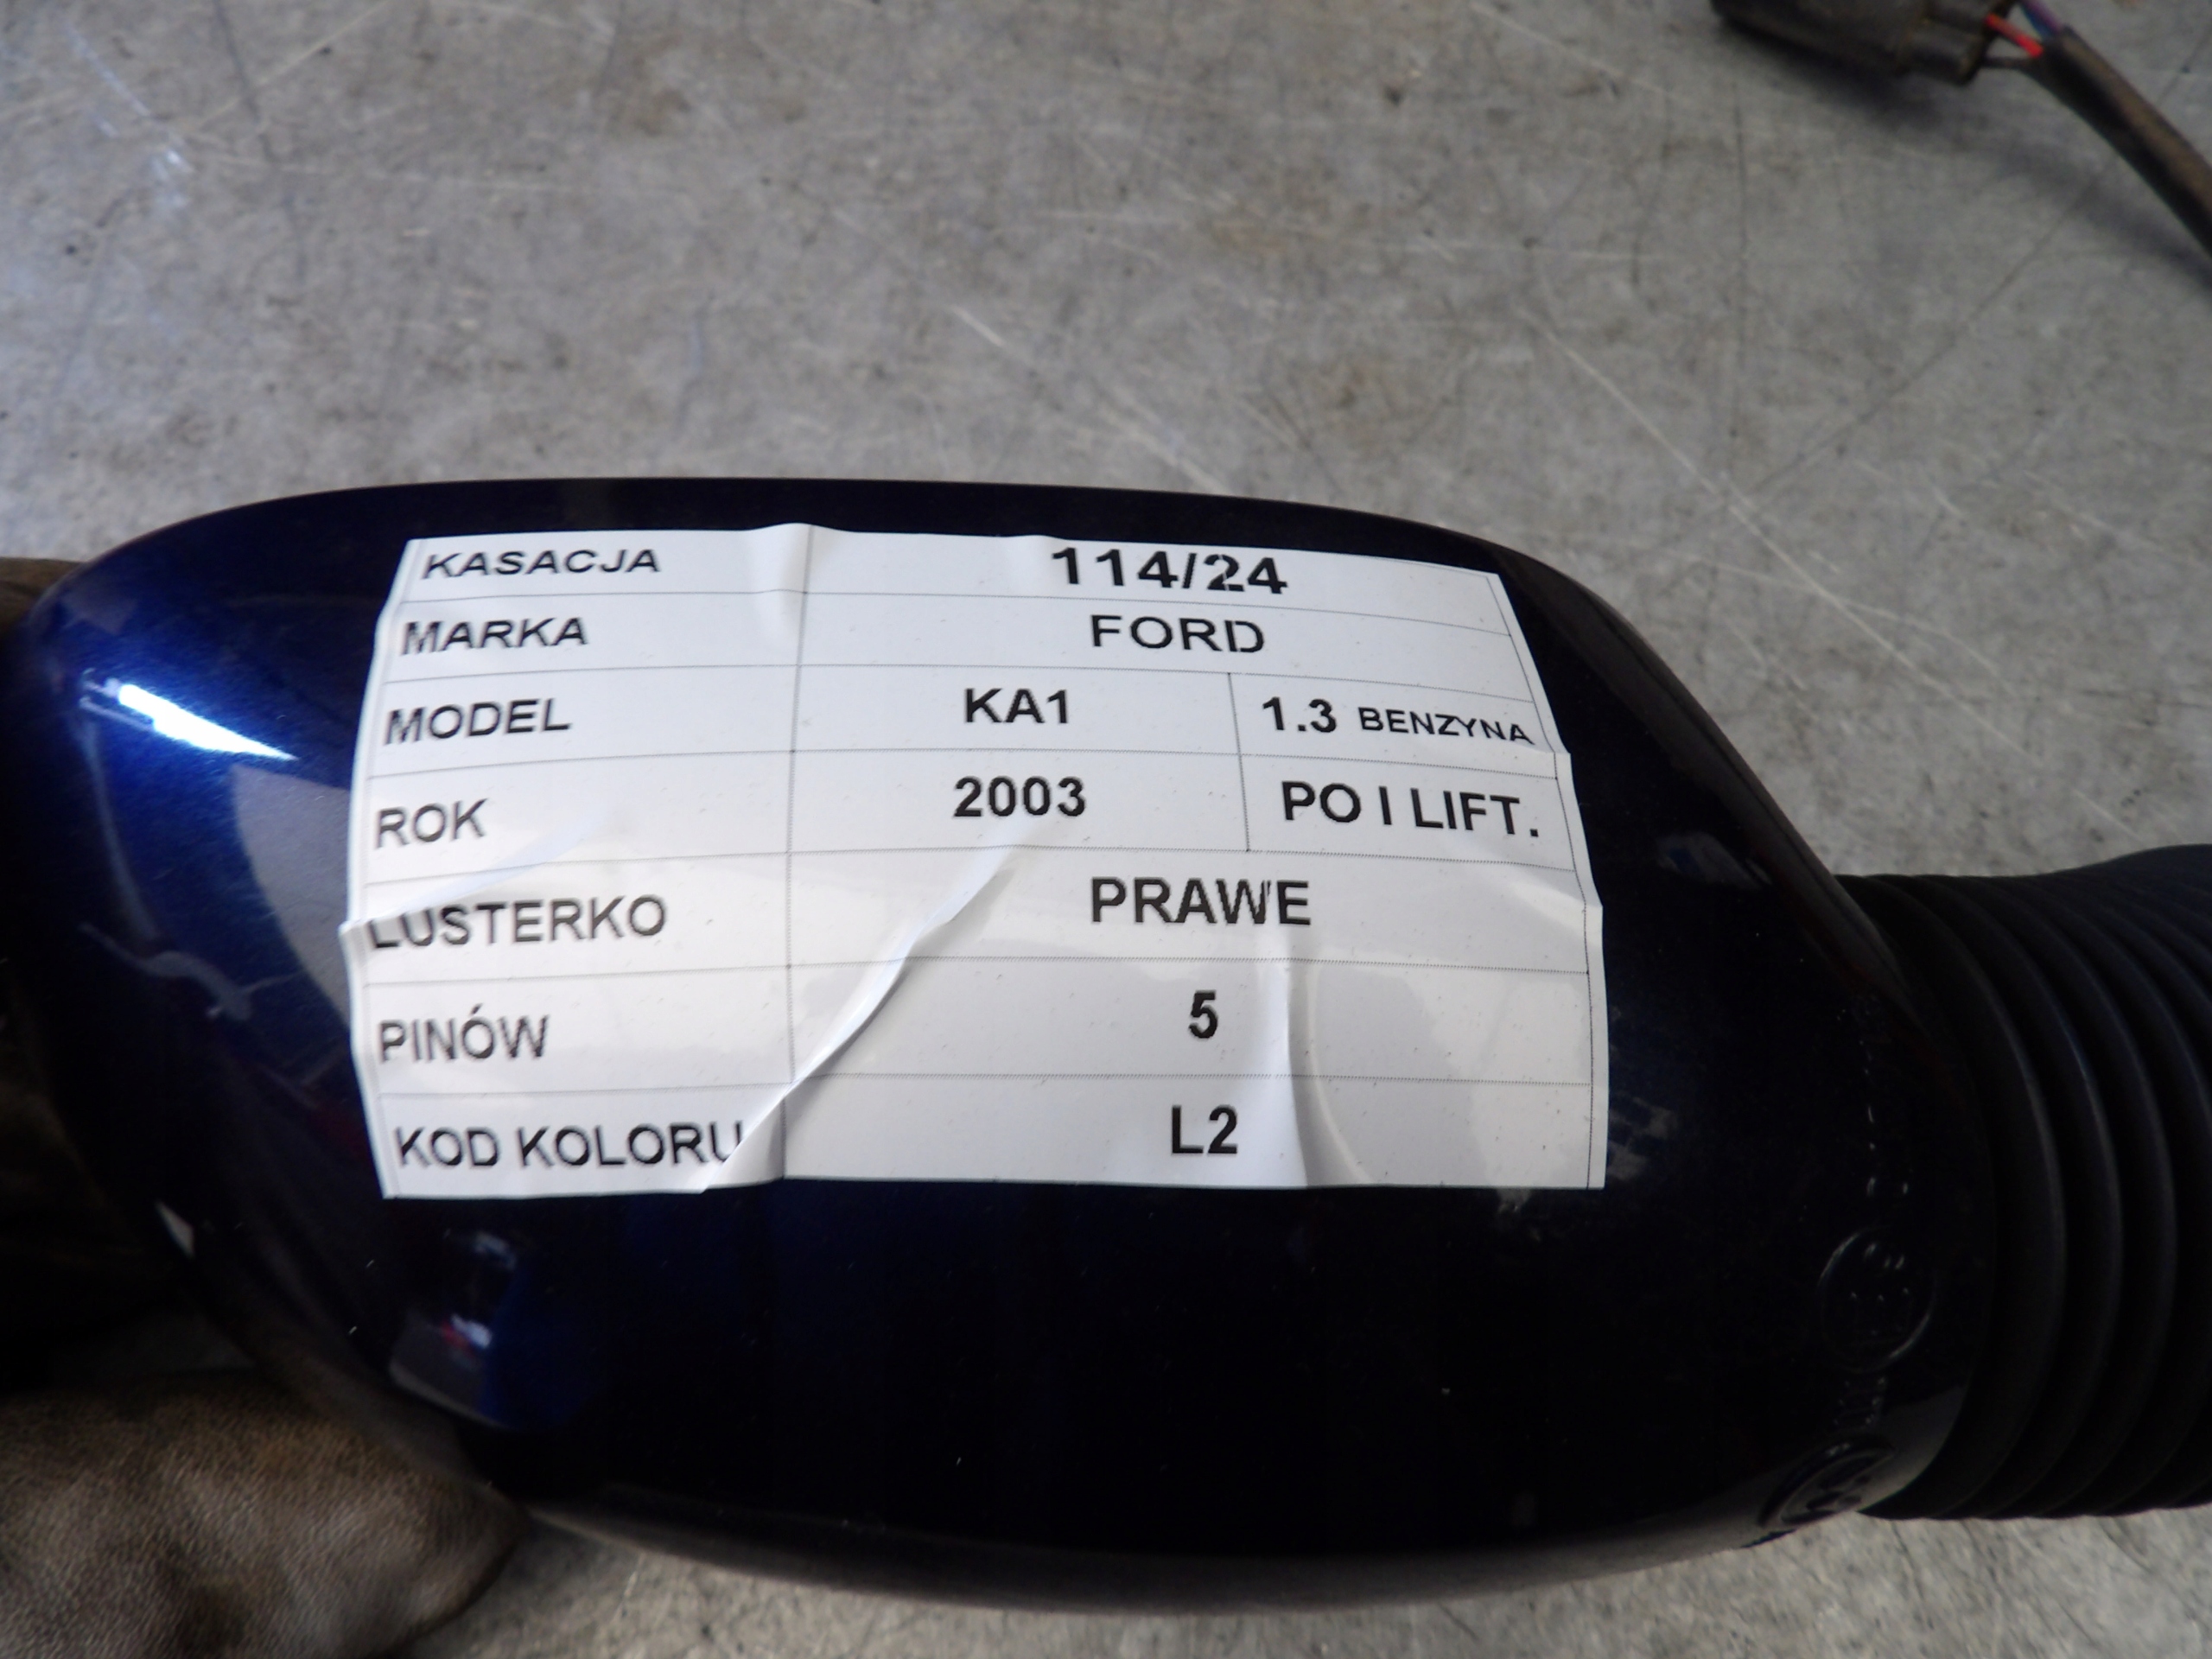 KASACJA 114/24
MARKA FORD
MODEL KA1 1.3 BENZYNA
ROK 2003 PO I LIFT.
LUSTERKO PRAWE
PINÓW 5
KOD KOLORU L2